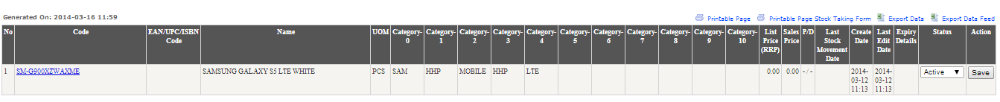 Generated On: 2014-03-16 11:59
Printable Page Printable Page Stock Taking Form Export Data Export Data Feed
No Code EAN/UPC/ISBN Code Name UOM Category-0 Category-1 Category-2 Category-3 Category-4 Category-5 Category-6 Category-7 Category-8 Category-9 Category-10 List Price (RRP) Sales Price P/D Last Stock Movement Date Create Date Last Edit Date Expiry Details Status Action
1 SM-G900XZWAXME SAMSUNG GALAXY S5 LTE WHITE PCS SAM HHP MOBILE HHP LTE 0.00 0.00 - / - 2014-03-12 11:13 2014-03-12 11:13 Active Save